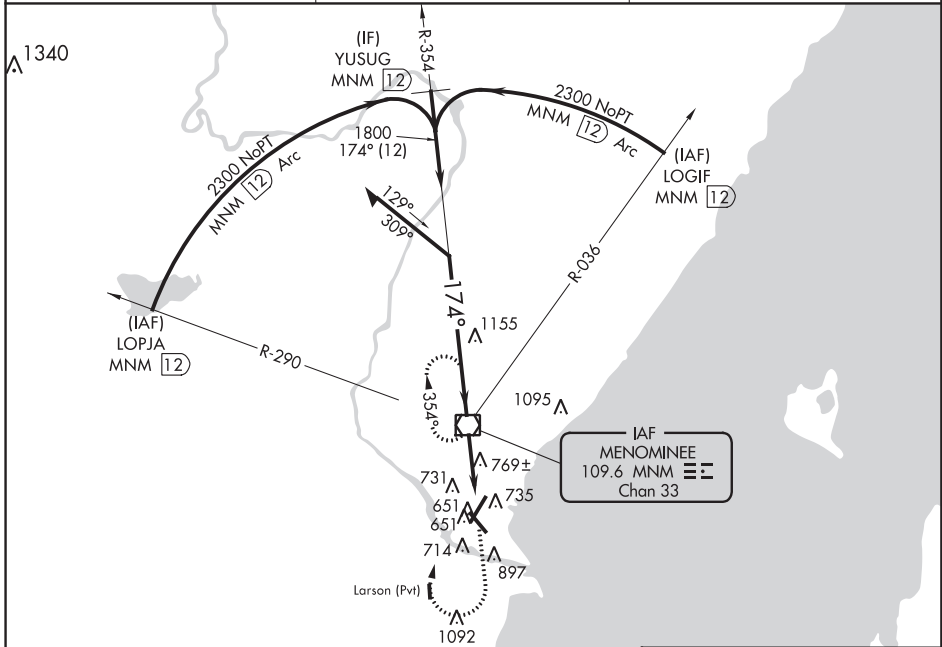 1340
(IF)
YUSUG
MNM 12
R-354
2300 NoPT
MNM 12 Arc
2300 NoPT
MNM 12 Arc
1800
174° (12)
(IAF)
LOGIF
MNM 12
129°
309°
R-036
174°
(IAF)
LOPJA
MNM 12
R-290
1155
354°
1095
IAF
MENOMINEE
109.6 MNM
Chan 33
769±
731
735
651
651
714
897
Larson (Pvt)
1092